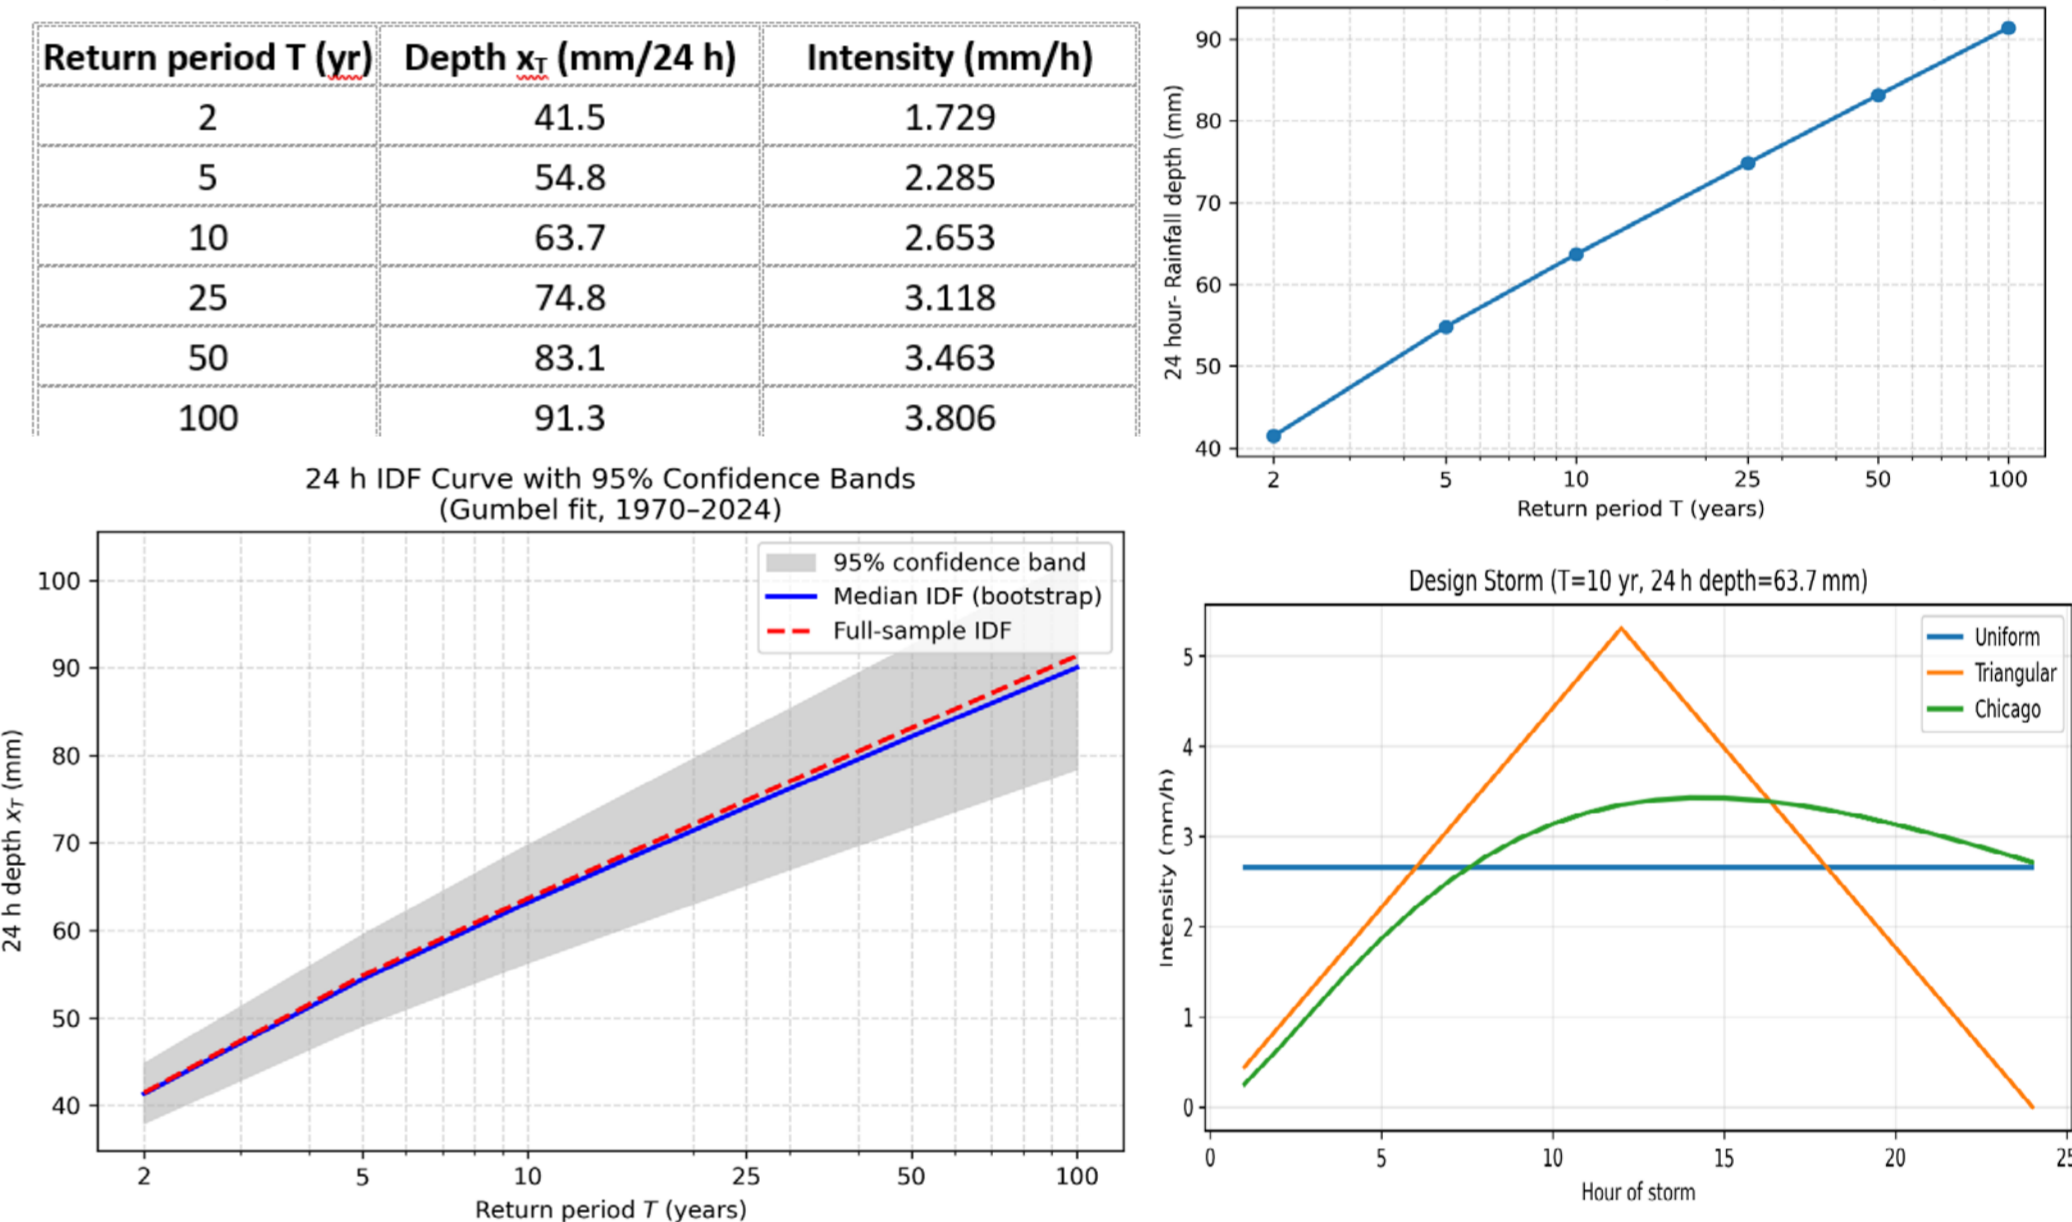 Return period T (yr) Depth xT (mm/24 h) Intensity (mm/h)
2 41.5 1.729
5 54.8 2.285
10 63.7 2.653
25 74.8 3.118
50 83.1 3.463
100 91.3 3.806
90
80
70
60
50
40
24 hour- Rainfall depth (mm)
2 5 10 25 50 100
Return period T (years)
24 h IDF Curve with 95% Confidence Bands
(Gumbel fit, 1970–2024)
95% confidence band
Median IDF (bootstrap)
Full-sample IDF
100
90
80
70
60
50
40
24 h depth xT (mm)
2 5 10 25 50 100
Return period T (years)
Design Storm (T=10 yr, 24 h depth=63.7 mm)
Uniform
Triangular
Chicago
5
4
3
2
1
0
Intensity (mm/h)
0 5 10 15 20 25
Hour of storm